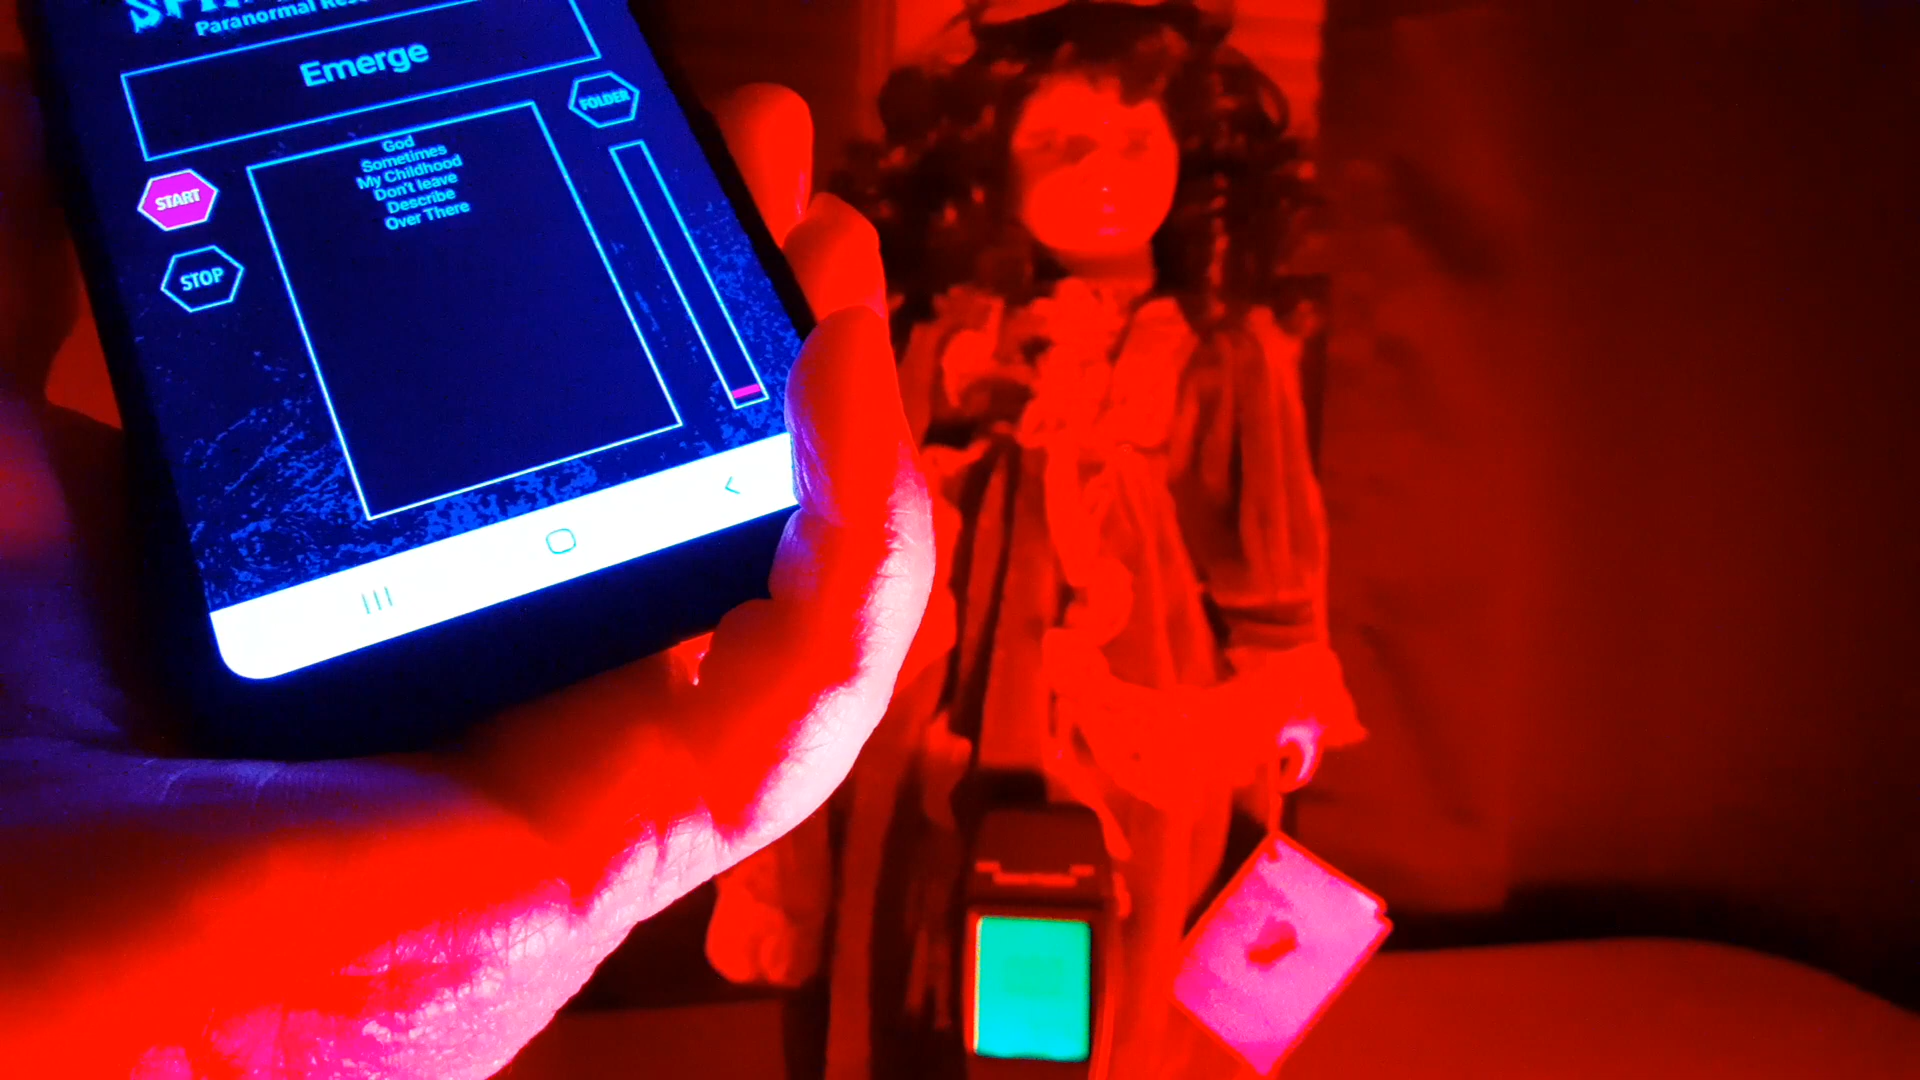 Paranormal
Emerge
FOLDER
God
Sometimes
My Childhood
Don't leave
Describe
Over There
START
STOP